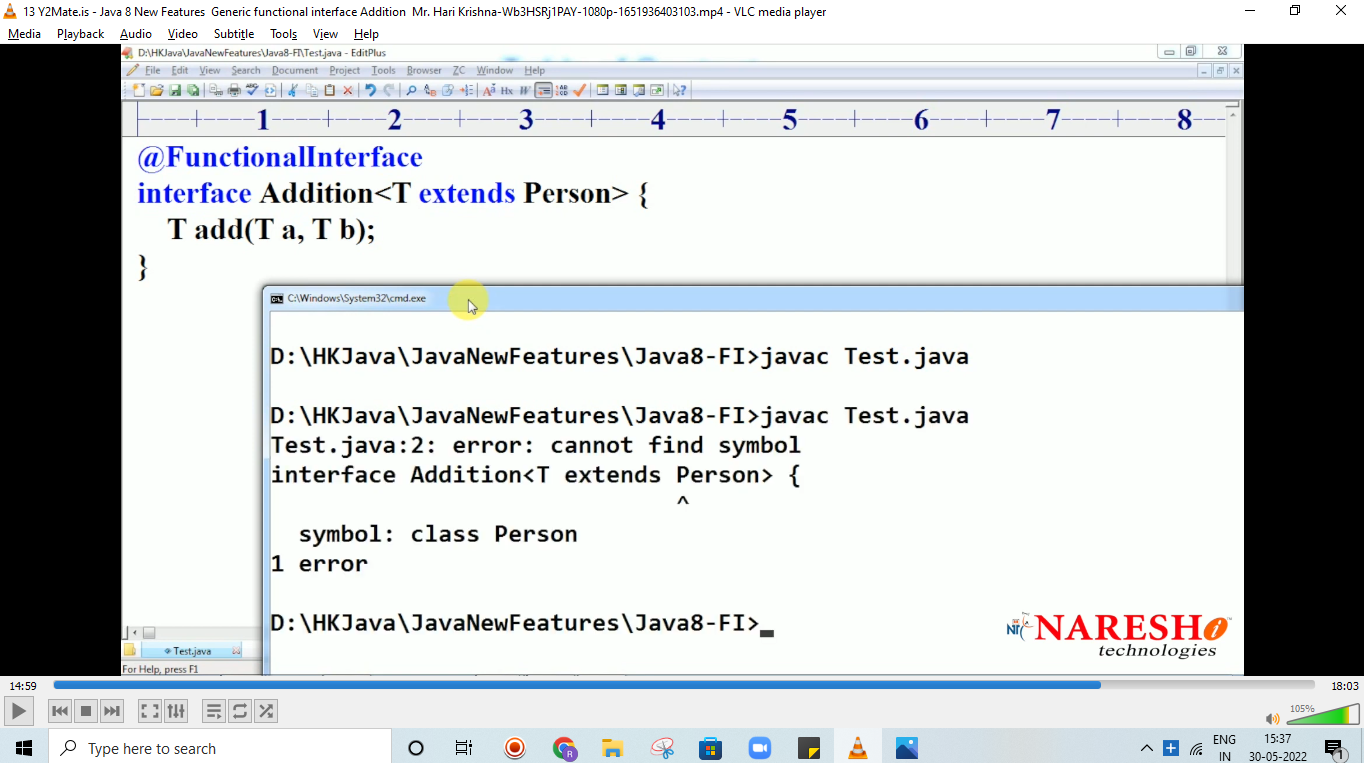 13 Y2Mate.is - Java 8 New Features Generic functional interface Addition Mr. Hari Krishna-Wb3HSRj1PAY-1080p-1651936403103.mp4 - VLC media player
Media Playback Audio Video Subtitle Tools View Help
D:\HKJava\JavaNewFeatures\Java8-FI\Test.java - EditPlus
File Edit View Search Document Project Tools Browser ZC Window Help
----+----1----+----2----+----3----+----4----+----5----+----6----+----7----+----8--
@FunctionalInterface
interface Addition<T extends Person> {
T add(T a, T b);
}
C:\Windows\System32\cmd.exe
D:\HKJava\JavaNewFeatures\Java8-FI>javac Test.java
D:\HKJava\JavaNewFeatures\Java8-FI>javac Test.java
Test.java:2: error: cannot find symbol
interface Addition<T extends Person> {
^
symbol: class Person
1 error
D:\HKJava\JavaNewFeatures\Java8-FI>_
NARESH i
technologies
Test.java
For Help, press F1
14:59
18:03
105%
Type here to search
ENG
IN
15:37
30-05-2022
1